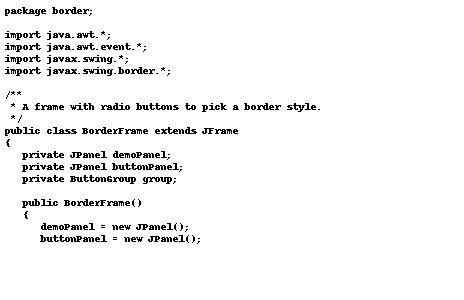 package border;

import java.awt.*;
import java.awt.event.*;
import javax.swing.*;
import javax.swing.border.*;

/**
 * A frame with radio buttons to pick a border style.
 */
public class BorderFrame extends JFrame
{
   private JPanel demoPanel;
   private JPanel buttonPanel;
   private ButtonGroup group;

   public BorderFrame()
   {
      demoPanel = new JPanel();
      buttonPanel = new JPanel();